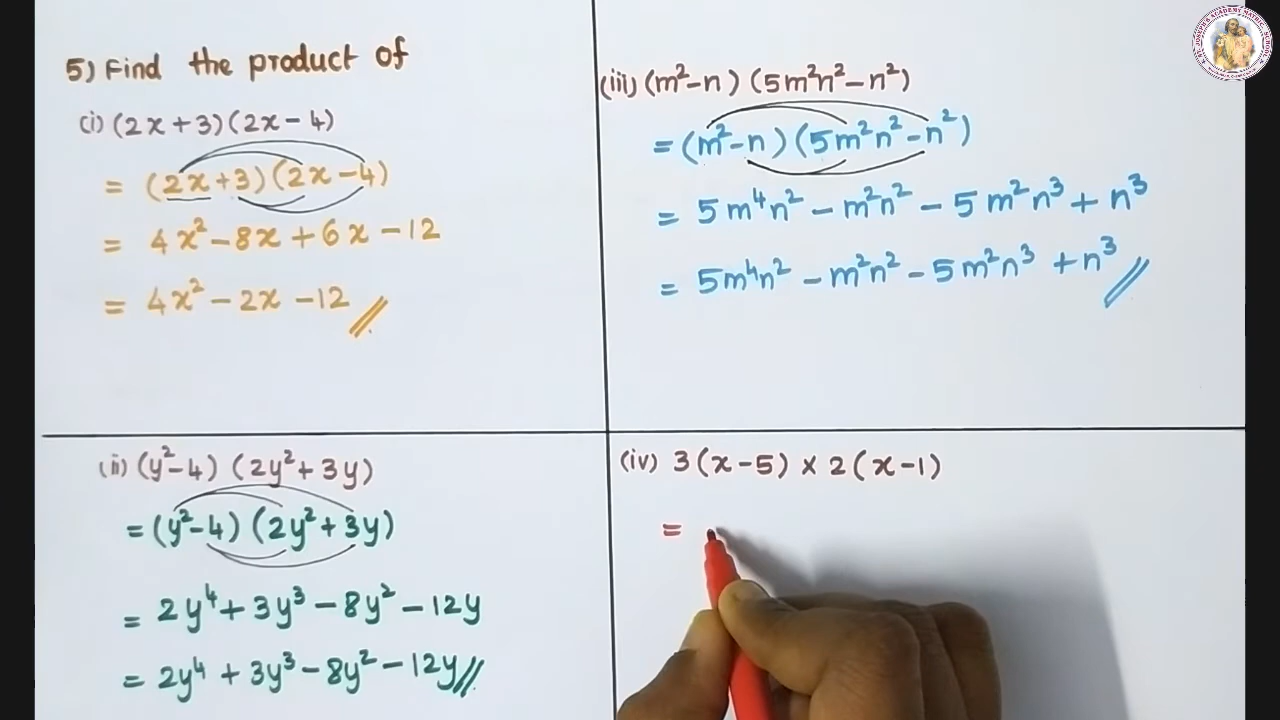 5) Find the product of
(i) (2x+3)(2x-4)
= (2x+3)(2x-4)
= 4x²-8x+6x-12
= 4x²-2x-12//
(ii) (y²-4) (2y²+3y)
= (y²-4) (2y²+3y)
= 2y⁴+3y³-8y²-12y
= 2y⁴+3y³-8y²-12y//
(iii) (m²-n) (5m²n²-n²)
= (m²-n) (5m²n²-n²)
= 5m⁴n²-m²n²-5m²n³+n³
= 5m⁴n²-m²n²-5m²n³+n³//
(iv) 3(x-5) × 2(x-1)
=